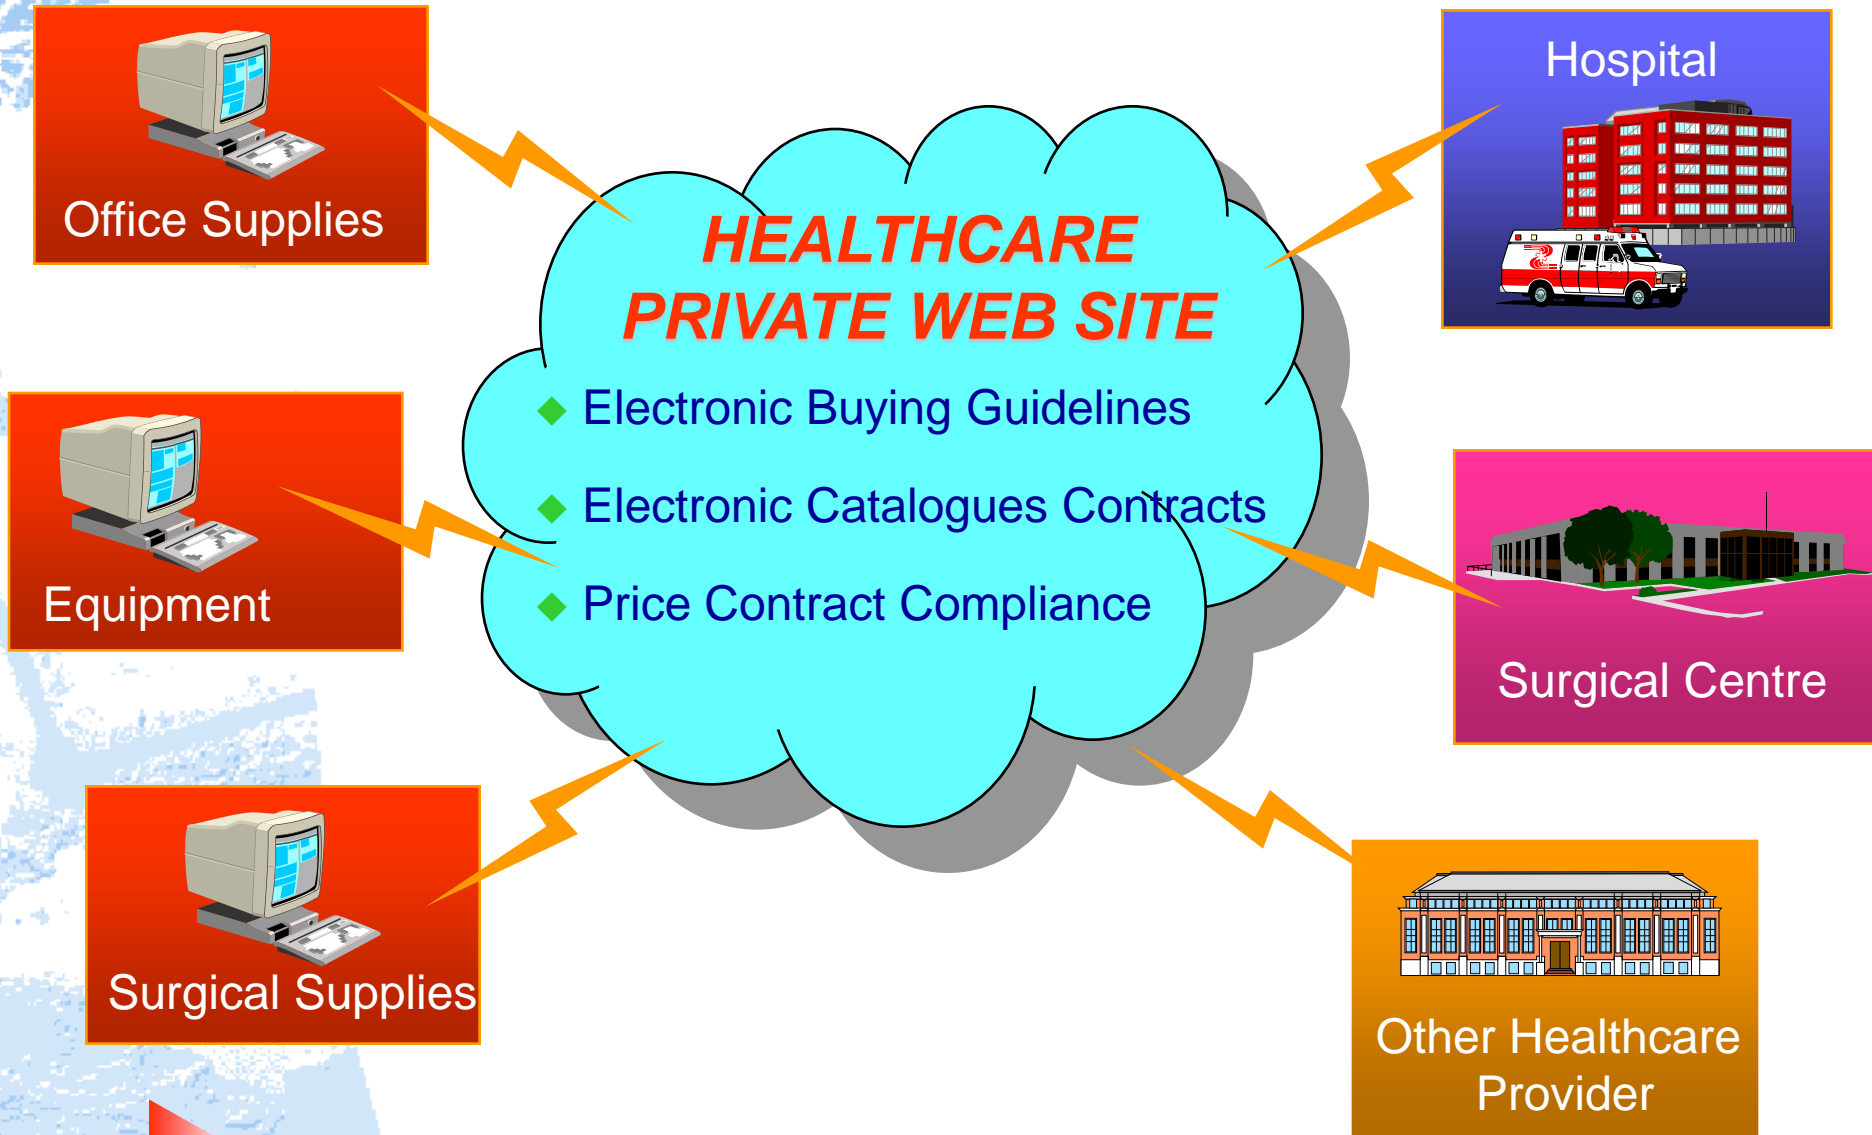 Office Supplies
Equipment
Surgical Supplies
HEALTHCARE
PRIVATE WEB SITE
Electronic Buying Guidelines
Electronic Catalogues Contracts
Price Contract Compliance
Hospital
Surgical Centre
Other Healthcare
Provider